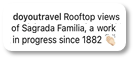 doyoutravel Rooftop views
of Sagrada Familia, a work
in progress since 1882 👏🏻